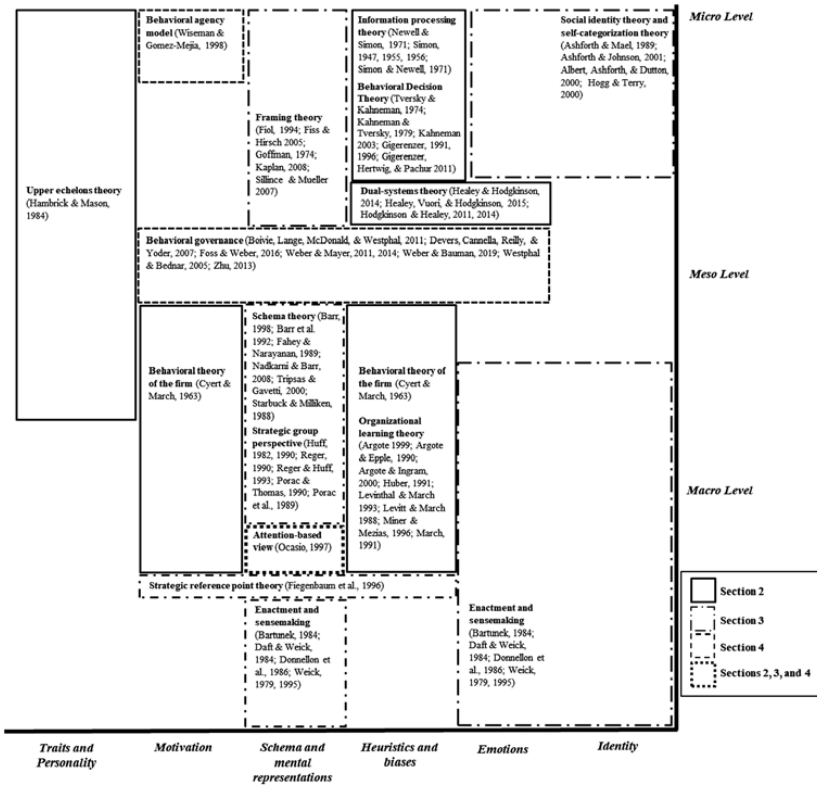 Behavioral agency
model (Wiseman &
Gomez-Mejia, 1998)
Information processing
theory (Newell &
Simon, 1971; Simon,
1947, 1955, 1956;
Simon & Newell, 1971)
Behavioral Decision
Theory (Tversky &
Kahneman, 1974;
Kahneman &
Tversky, 1979; Kahneman
2003; Gigerenzer, 1991,
1996; Gigerenzer,
Hertwig, & Pachur 2011)
Social identity theory and
self-categorization theory
(Ashforth & Mael, 1989;
Ashforth & Johnson, 2001;
Albert, Ashforth, & Dutton,
2000; Hogg & Terry,
2000)
Micro Level
Framing theory
(Fiol, 1994; Fiss &
Hirsch 2005;
Goffman, 1974;
Kaplan, 2008;
Sillince & Mueller
2007)
Upper echelons theory
(Hambrick & Mason,
1984)
Dual-systems theory (Healey & Hodgkinson,
2014; Healey, Vuori, & Hodgkinson, 2015;
Hodgkinson & Healey, 2011, 2014)
Behavioral governance (Boivie, Lange, McDonald, & Westphal, 2011; Devers, Cannella, Reilly, &
Yoder, 2007; Foss & Weber, 2016; Weber & Mayer, 2011, 2014; Weber & Bauman, 2019; Westphal
& Bednar, 2005; Zhu, 2013)
Meso Level
Behavioral theory
of the firm (Cyert &
March, 1963)
Schema theory (Barr,
1998; Barr et al.
1992; Fahey &
Narayanan, 1989;
Nadkarni & Barr,
2008; Tripsas &
Gavetti, 2000;
Starbuck & Milliken,
1988)
Strategic group
perspective (Huff,
1982, 1990; Reger,
1990; Reger & Huff,
1993; Porac &
Thomas, 1990; Porac
et al., 1989)
Attention-based
view (Ocasio, 1997)
Behavioral theory of
the firm (Cyert &
March, 1963)
Organizational
learning theory
(Argote 1999; Argote
& Epple, 1990;
Argote & Ingram,
2000; Huber, 1991;
Levinthal & March
1993; Levitt & March
1988; Miner &
Mezias, 1996; March,
1991)
Macro Level
Strategic reference point theory (Fiegenbaum et al., 1996)
Enactment and
sensemaking
(Bartunek, 1984;
Daft & Weick,
1984; Donnellon et
al., 1986; Weick,
1979, 1995)
Enactment and
sensemaking
(Bartunek, 1984;
Daft & Weick,
1984; Donnellon et
al., 1986; Weick,
1979, 1995)
Section 2
Section 3
Section 4
Sections 2, 3, and 4
Traits and
Personality
Motivation
Schema and
mental
representations
Heuristics and
biases
Emotions
Identity